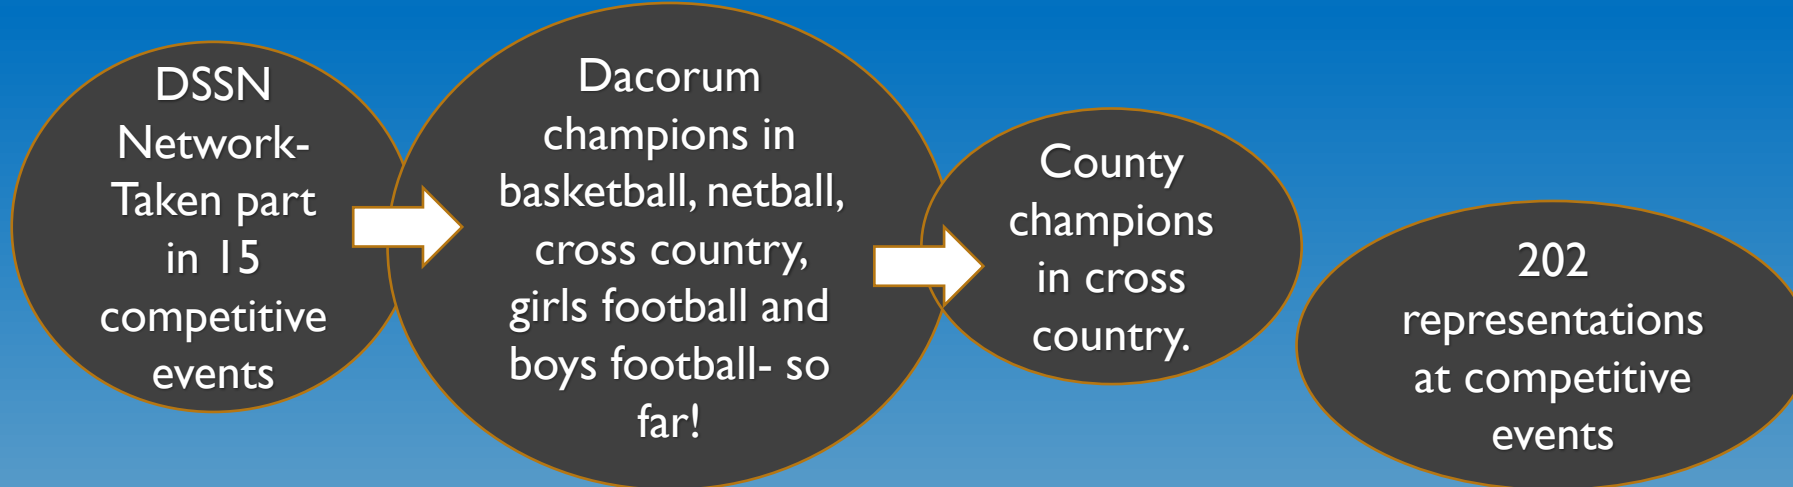 DSSN
Network-
Taken part
in 15
competitive
events
Dacorum
champions in
basketball, netball,
cross country,
girls football and
boys football- so
far!
County
champions
in cross
country.
202
representations
at competitive
events